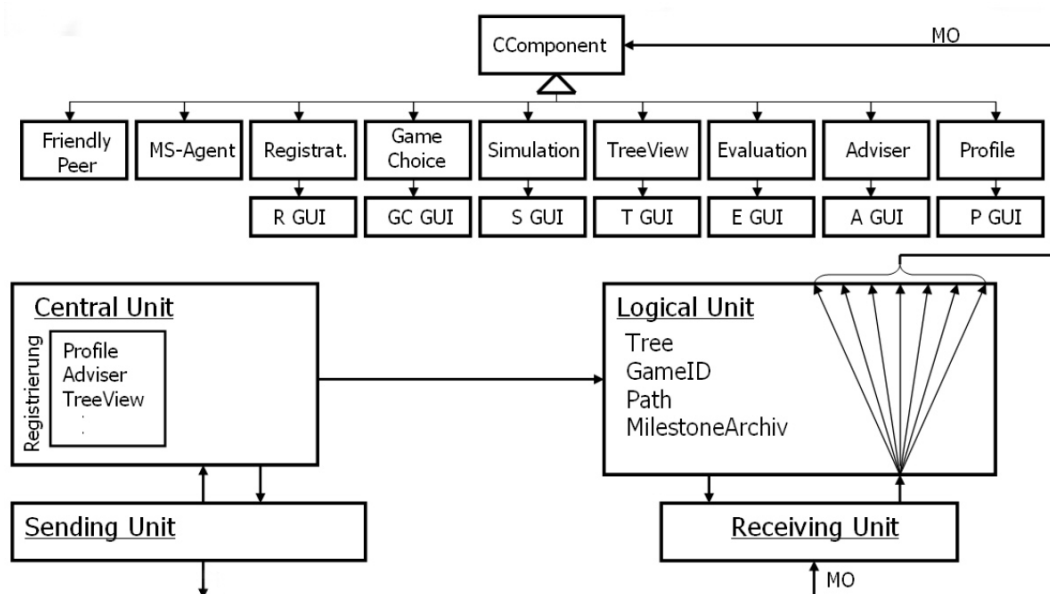 CComponent
MO
Friendly
Peer
MS-Agent
Registrat.
Game
Choice
Simulation
TreeView
Evaluation
Adviser
Profile
R GUI
GC GUI
S GUI
T GUI
E GUI
A GUI
P GUI
Central Unit
Registrierung
Profile
Adviser
TreeView
:
Logical Unit
Tree
GameID
Path
MilestoneArchiv
Sending Unit
Receiving Unit
MO